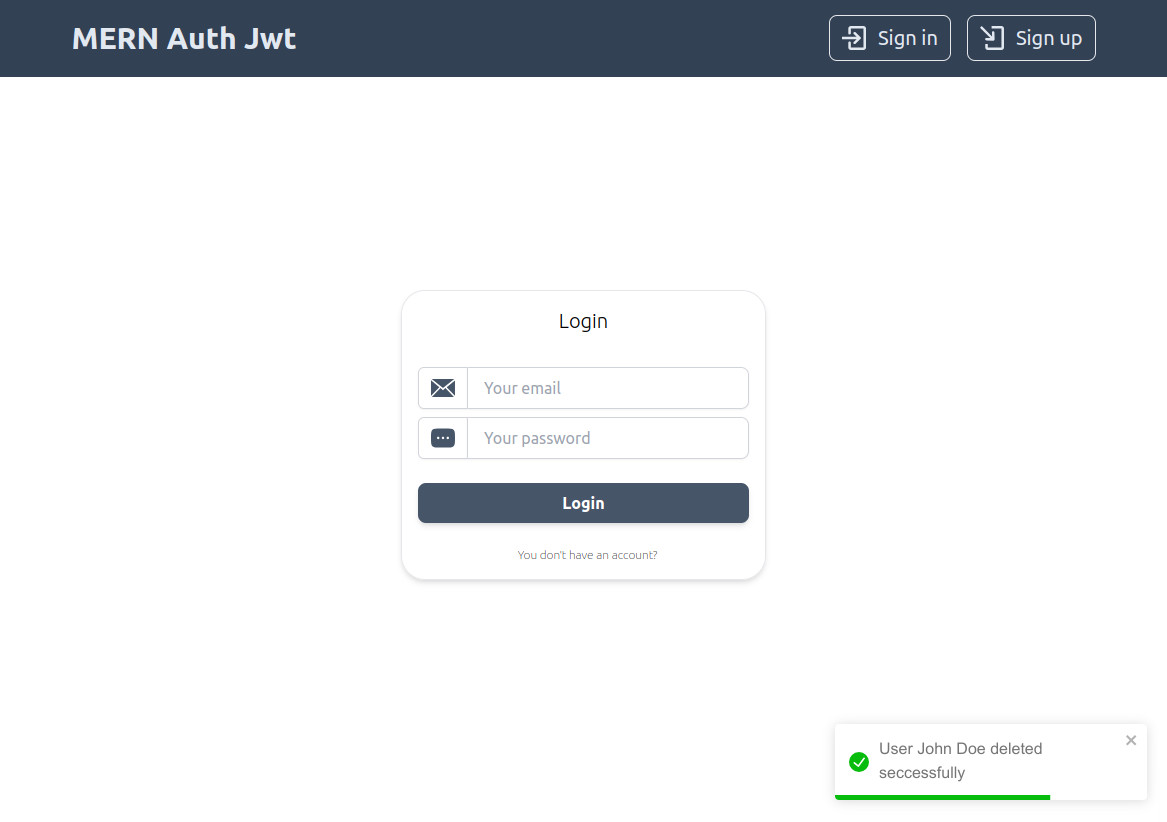 MERN Auth Jwt
Sign in
Sign up
Login
Your email
Your password
Login
You don't have an account?
User John Doe deleted
seccessfully